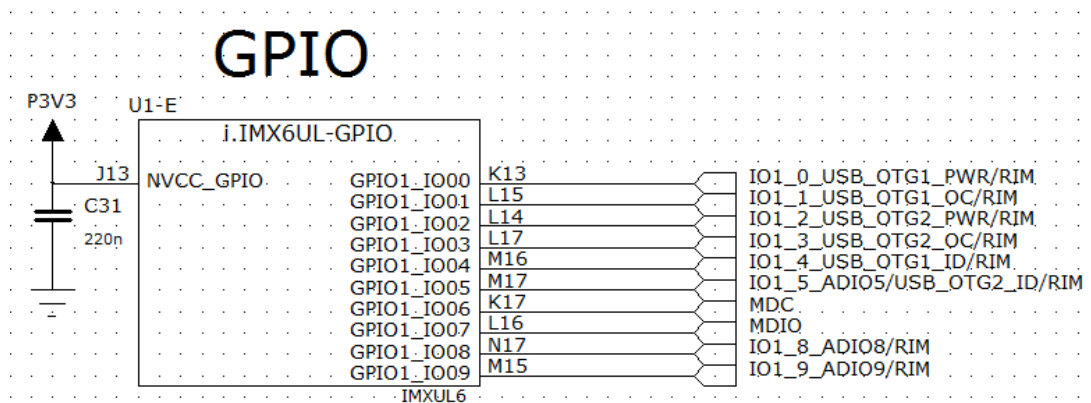 GPIO
P3V3
U1-E
i.IMX6UL-GPIO
J13 NVCC_GPIO
C31
220n
GPIO1_IO00 K13 IO1_0_USB_OTG1_PWR/RIM
GPIO1_IO01 L15 IO1_1_USB_OTG1_OC/RIM
GPIO1_IO02 L14 IO1_2_USB_OTG2_PWR/RIM
GPIO1_IO03 L17 IO1_3_USB_OTG2_OC/RIM
GPIO1_IO04 M16 IO1_4_USB_OTG1_ID/RIM
GPIO1_IO05 M17 IO1_5_ADIO5/USB_OTG2_ID/RIM
GPIO1_IO06 K17 MDC
GPIO1_IO07 L16 MDIO
GPIO1_IO08 N17 IO1_8_ADIO8/RIM
GPIO1_IO09 M15 IO1_9_ADIO9/RIM
IMXUL6